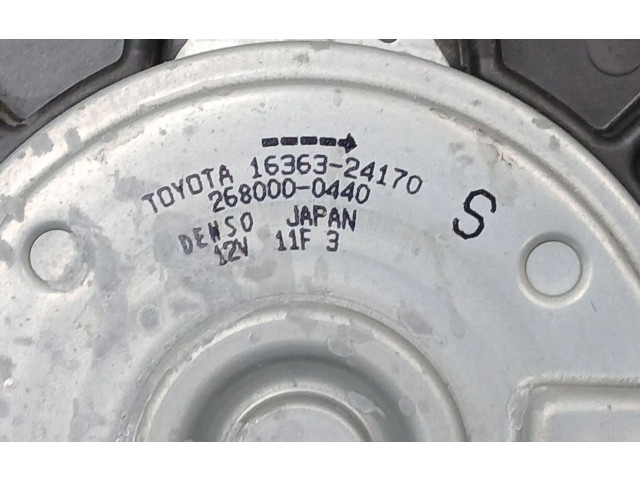 TOYOTA 16363-24170
268000-0440
DENSO JAPAN
12V 11F 3
S